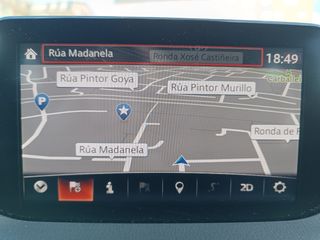 Rúa Madanela
Ronda Xosé Castiñeira
18:49
Rúa Pintor Goya
Rúa Pintor Murillo
P
Ronda de
Rúa Madanela
2D